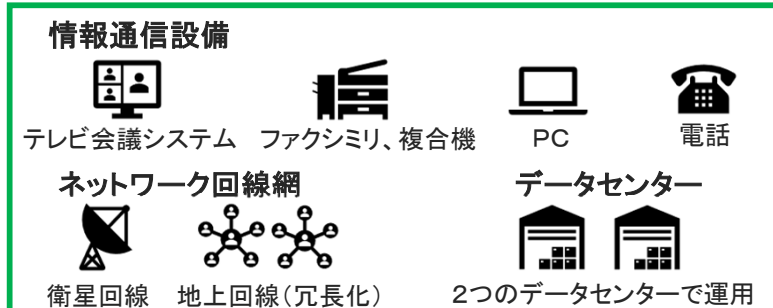 情報通信設備
テレビ会議システム ファクシミリ、複合機 PC 電話
ネットワーク回線網 データセンター
衛星回線 地上回線（冗長化） 2つのデータセンターで運用